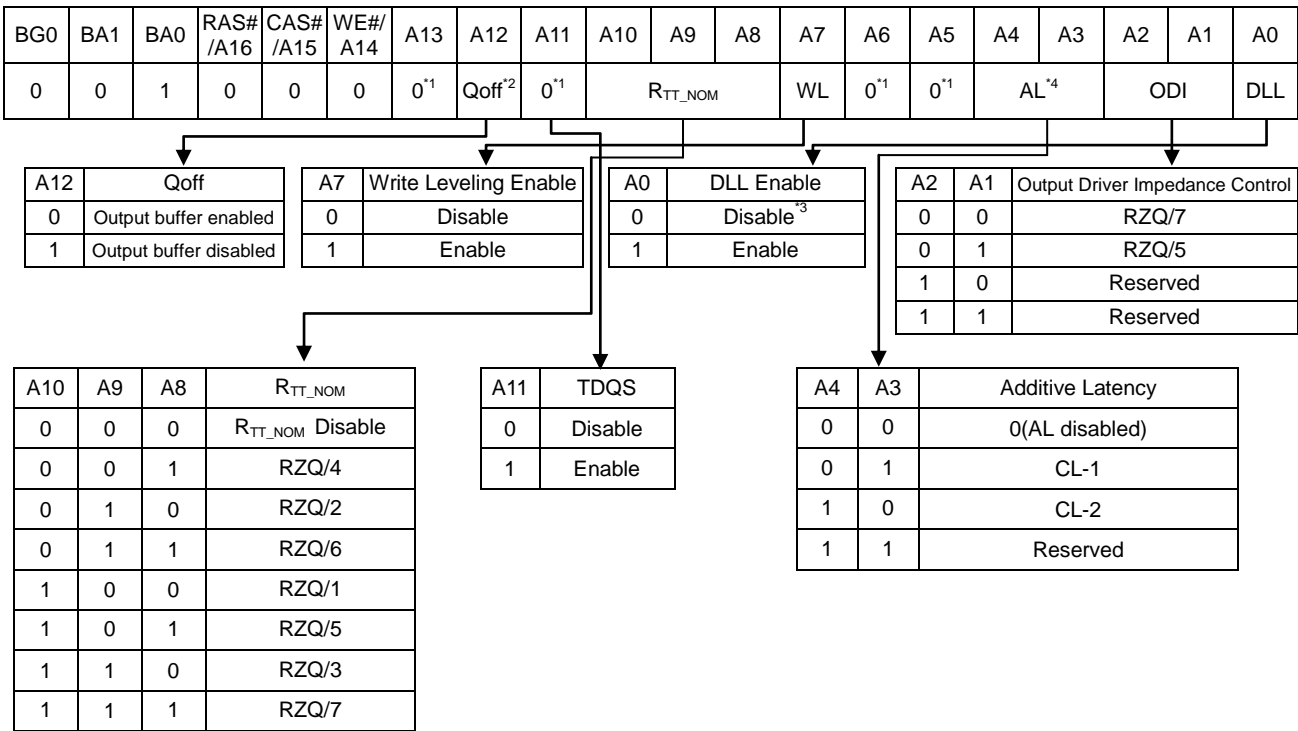 BG0 BA1 BA0 RAS#/A16 CAS#/A15 WE#/A14 A13 A12 A11 A10 A9 A8 A7 A6 A5 A4 A3 A2 A1 A0
0 0 1 0 0 0 0*1 Qoff*2 0*1 RTT_NOM WL 0*1 0*1 AL*4 ODI DLL
A12 Qoff
0 Output buffer enabled
1 Output buffer disabled
A7 Write Leveling Enable
0 Disable
1 Enable
A0 DLL Enable
0 Disable*3
1 Enable
A2 A1 Output Driver Impedance Control
0 0 RZQ/7
0 1 RZQ/5
1 0 Reserved
1 1 Reserved
A10 A9 A8 RTT_NOM
0 0 0 RTT_NOM Disable
0 0 1 RZQ/4
0 1 0 RZQ/2
0 1 1 RZQ/6
1 0 0 RZQ/1
1 0 1 RZQ/5
1 1 0 RZQ/3
1 1 1 RZQ/7
A11 TDQS
0 Disable
1 Enable
A4 A3 Additive Latency
0 0 0(AL disabled)
0 1 CL-1
1 0 CL-2
1 1 Reserved